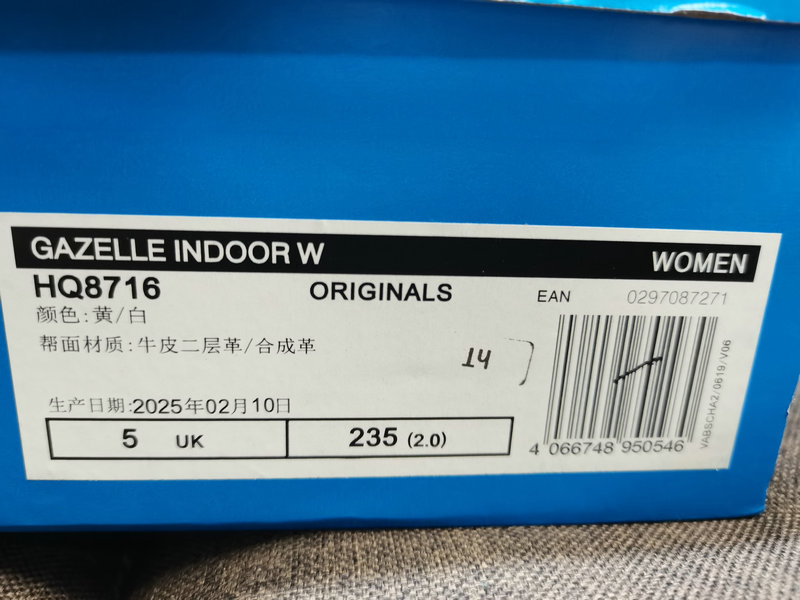 GAZELLE INDOOR W
WOMEN
HQ8716
ORIGINALS
EAN
0297087271
颜色:黄/白
帮面材质:牛皮二层革/合成革
14
生产日期:2025年02月10日
5 UK
235 (2.0)
4 066748 950546
VABSCHA2/0619/V06